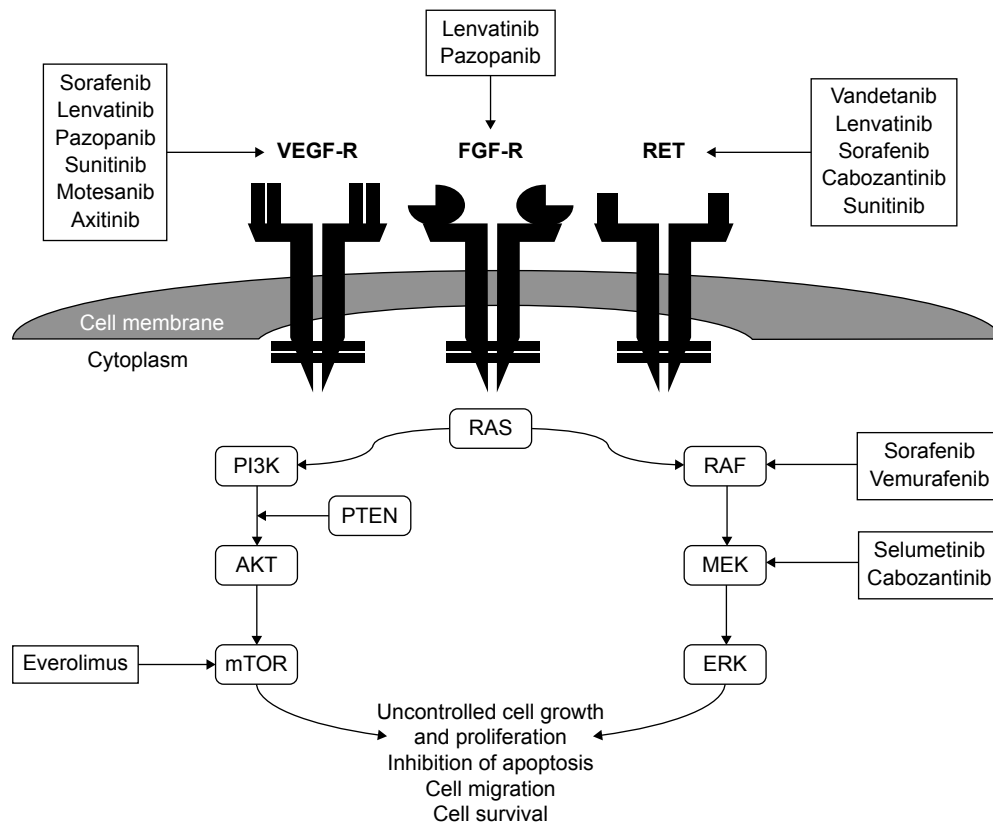 Lenvatinib
Pazopanib
Sorafenib
Lenvatinib
Pazopanib
Sunitinib
Motesanib
Axitinib
Vandetanib
Lenvatinib
Sorafenib
Cabozantinib
Sunitinib
VEGF-R
FGF-R
RET
Cell membrane
Cytoplasm
RAS
PI3K
RAF
Sorafenib
Vemurafenib
PTEN
AKT
MEK
Selumetinib
Cabozantinib
Everolimus
mTOR
ERK
Uncontrolled cell growth
and proliferation
Inhibition of apoptosis
Cell migration
Cell survival